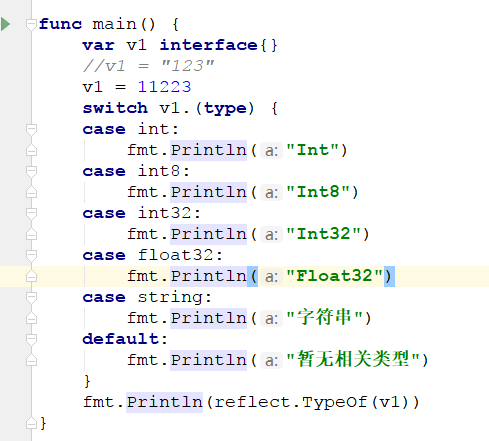 func main() {
    var v1 interface{}
    //v1 = "123"
    v1 = 11223
    switch v1.(type) {
    case int:
        fmt.Println( a: "Int")
    case int8:
        fmt.Println( a: "Int8")
    case int32:
        fmt.Println( a: "Int32")
    case float32:
        fmt.Println( a: "Float32")
    case string:
        fmt.Println( a: "字符串")
    default:
        fmt.Println( a: "暂无相关类型")
    }
    fmt.Println(reflect.TypeOf(v1))
}